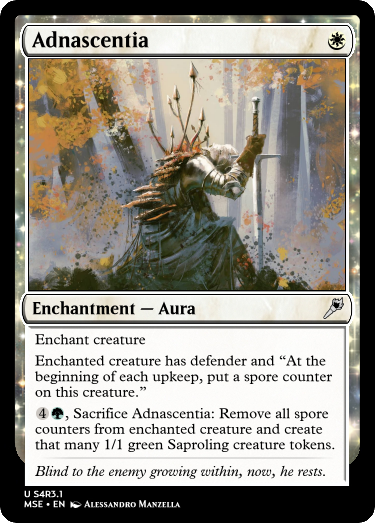 Adnascentia
Enchantment — Aura
Enchant creature
Enchanted creature has defender and “At the
beginning of each upkeep, put a spore counter
on this creature.”
4, Sacrifice Adnascentia: Remove all spore
counters from enchanted creature and create
that many 1/1 green Saproling creature tokens.
Blind to the enemy growing within, now, he rests.
U S4R3.1
MSE • EN Alessandro Manzella